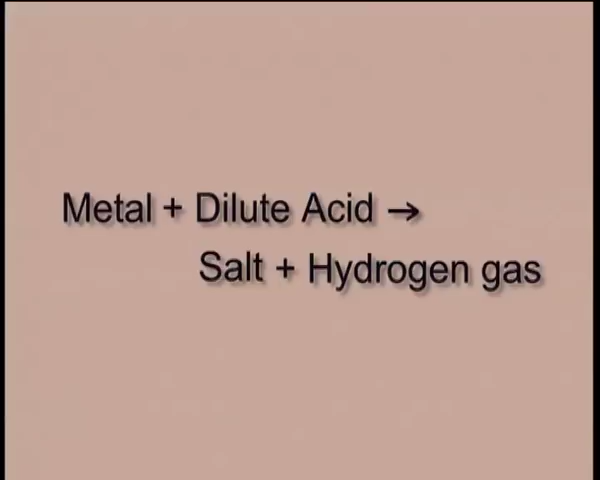 Metal + Dilute Acid →
Salt + Hydrogen gas